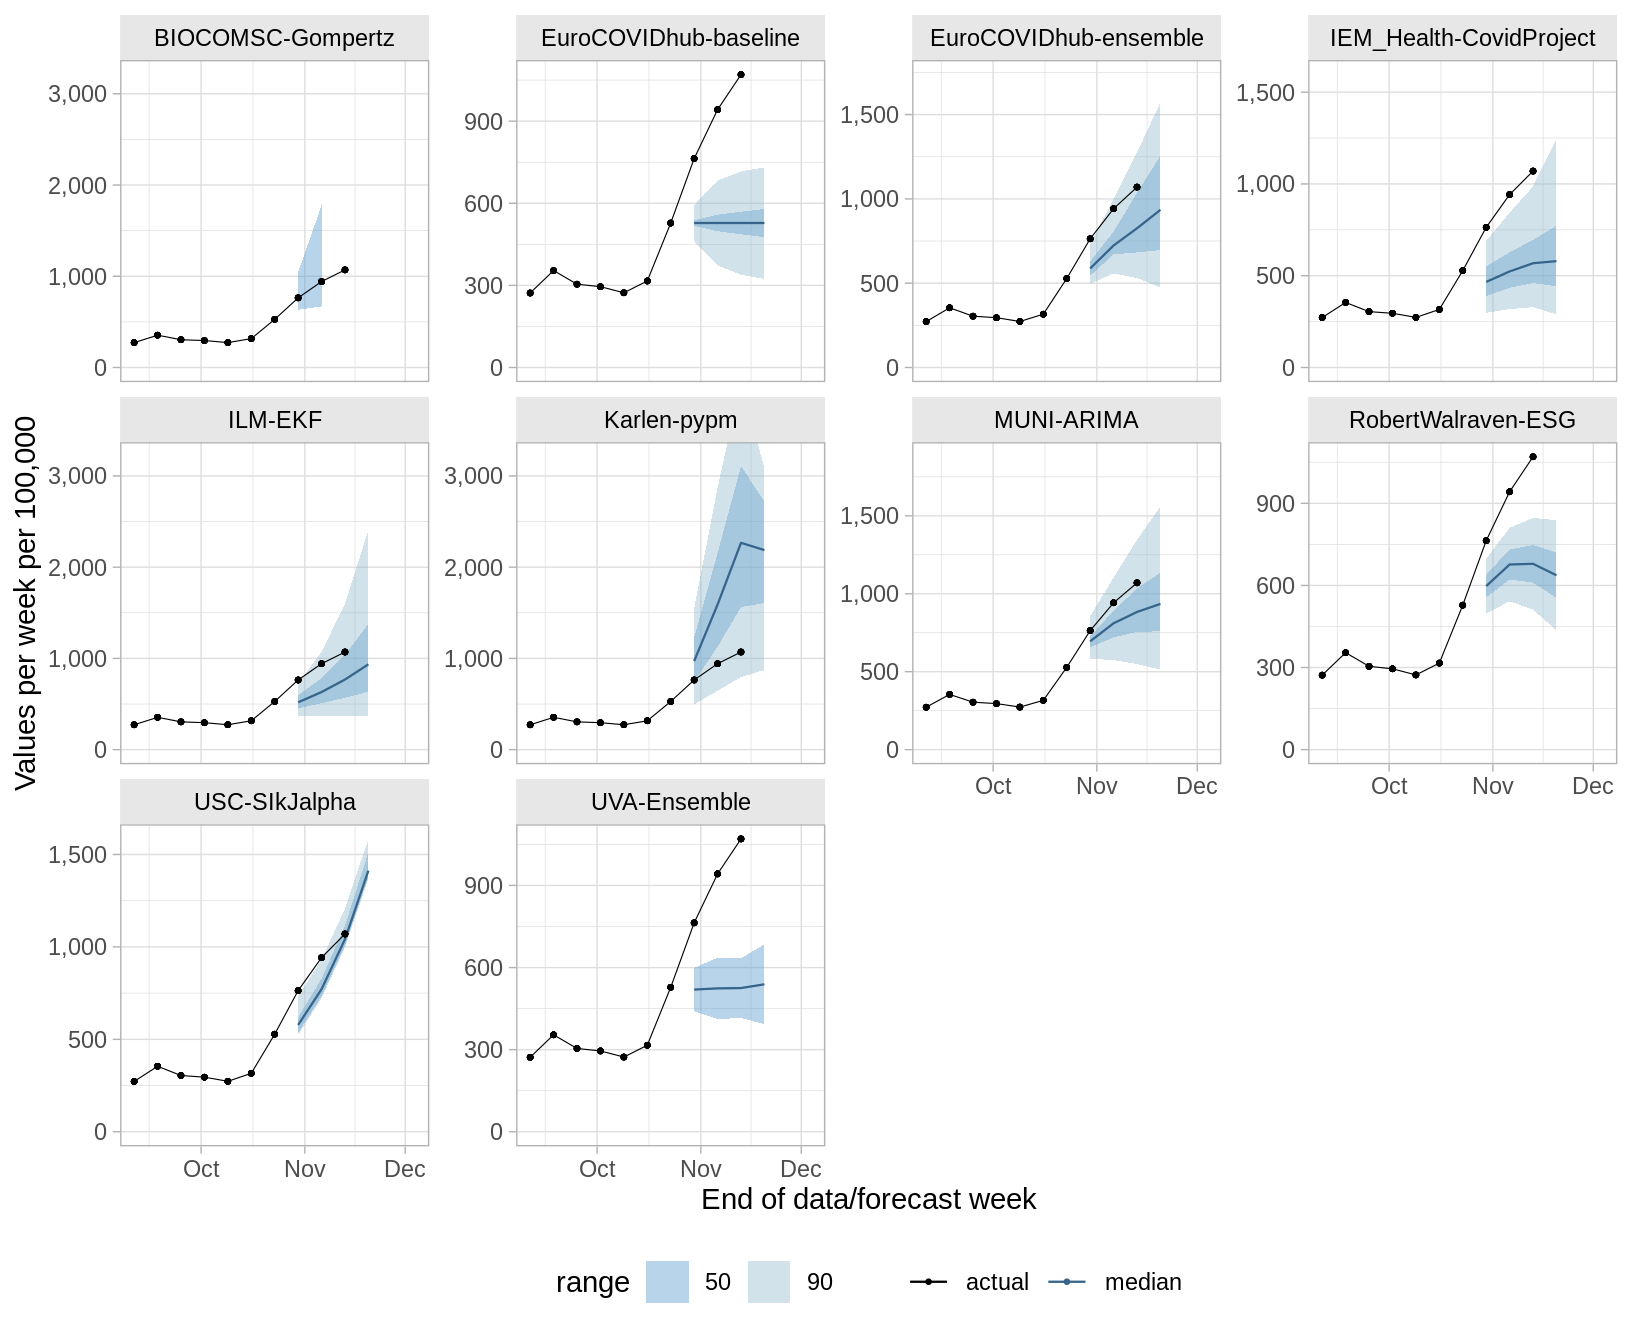 BIOCOMSC-Gompertz
EuroCOVIDhub-baseline
EuroCOVIDhub-ensemble
IEM_Health-CovidProject
3,000
2,000
1,000
0
900
600
300
0
1,500
1,000
500
0
1,500
1,000
500
0
ILM-EKF
Karlen-pypm
MUNI-ARIMA
RobertWalraven-ESG
3,000
2,000
1,000
0
3,000
2,000
1,000
0
1,500
1,000
500
0
Oct Nov Dec
900
600
300
0
Oct Nov Dec
USC-SIkJalpha
UVA-Ensemble
1,500
1,000
500
0
Oct Nov Dec
900
600
300
0
Oct Nov Dec
Values per week per 100,000
End of data/forecast week
range 50 90 actual median